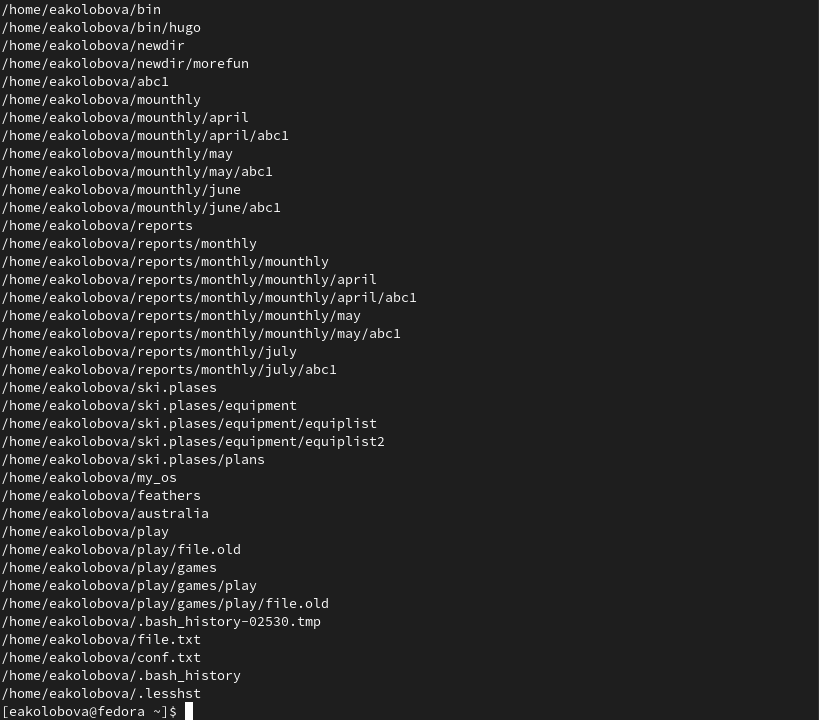 /home/eakolobova/bin
/home/eakolobova/bin/hugo
/home/eakolobova/newdir
/home/eakolobova/newdir/morefun
/home/eakolobova/abc1
/home/eakolobova/mounthly
/home/eakolobova/mounthly/april
/home/eakolobova/mounthly/april/abc1
/home/eakolobova/mounthly/may
/home/eakolobova/mounthly/may/abc1
/home/eakolobova/mounthly/june
/home/eakolobova/mounthly/june/abc1
/home/eakolobova/reports
/home/eakolobova/reports/monthly
/home/eakolobova/reports/monthly/mounthly
/home/eakolobova/reports/monthly/mounthly/april
/home/eakolobova/reports/monthly/mounthly/april/abc1
/home/eakolobova/reports/monthly/mounthly/may
/home/eakolobova/reports/monthly/mounthly/may/abc1
/home/eakolobova/reports/monthly/july
/home/eakolobova/reports/monthly/july/abc1
/home/eakolobova/ski.plases
/home/eakolobova/ski.plases/equipment
/home/eakolobova/ski.plases/equipment/equiplist
/home/eakolobova/ski.plases/equipment/equiplist2
/home/eakolobova/ski.plases/plans
/home/eakolobova/my_os
/home/eakolobova/feathers
/home/eakolobova/australia
/home/eakolobova/play
/home/eakolobova/play/file.old
/home/eakolobova/play/games
/home/eakolobova/play/games/play
/home/eakolobova/play/games/play/file.old
/home/eakolobova/.bash_history-02530.tmp
/home/eakolobova/file.txt
/home/eakolobova/conf.txt
/home/eakolobova/.bash_history
/home/eakolobova/.lesshst
[eakolobova@fedora ~]$